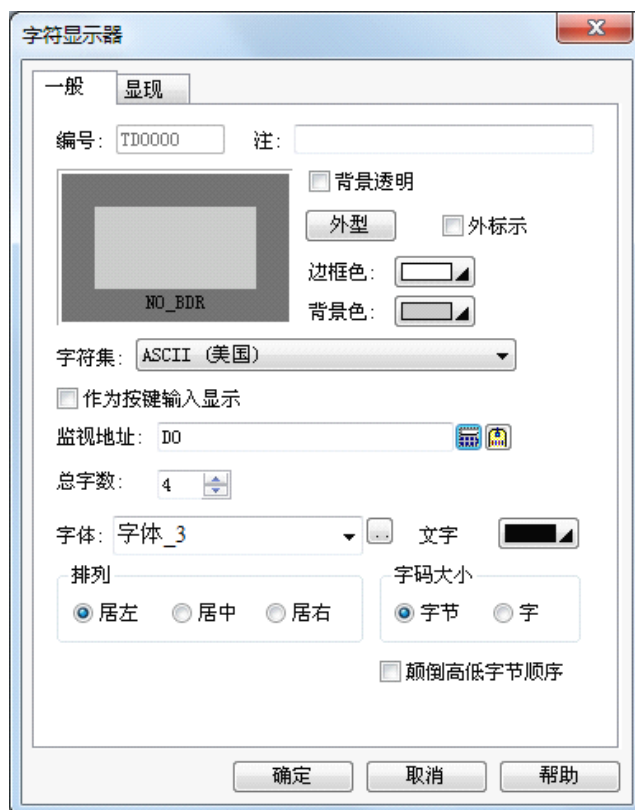 字符显示器
一般 显现
编号: TD0000 注:
背景透明
外型 外标示
边框色:
NO_BDR
背景色:
字符集: ASCII (美国)
作为按键输入显示
监视地址: D0
总字数: 4
字体: 字体_3 .. 文字
排列 字码大小
居左 居中 居右 字节 字
颠倒高低字节顺序
确定 取消 帮助